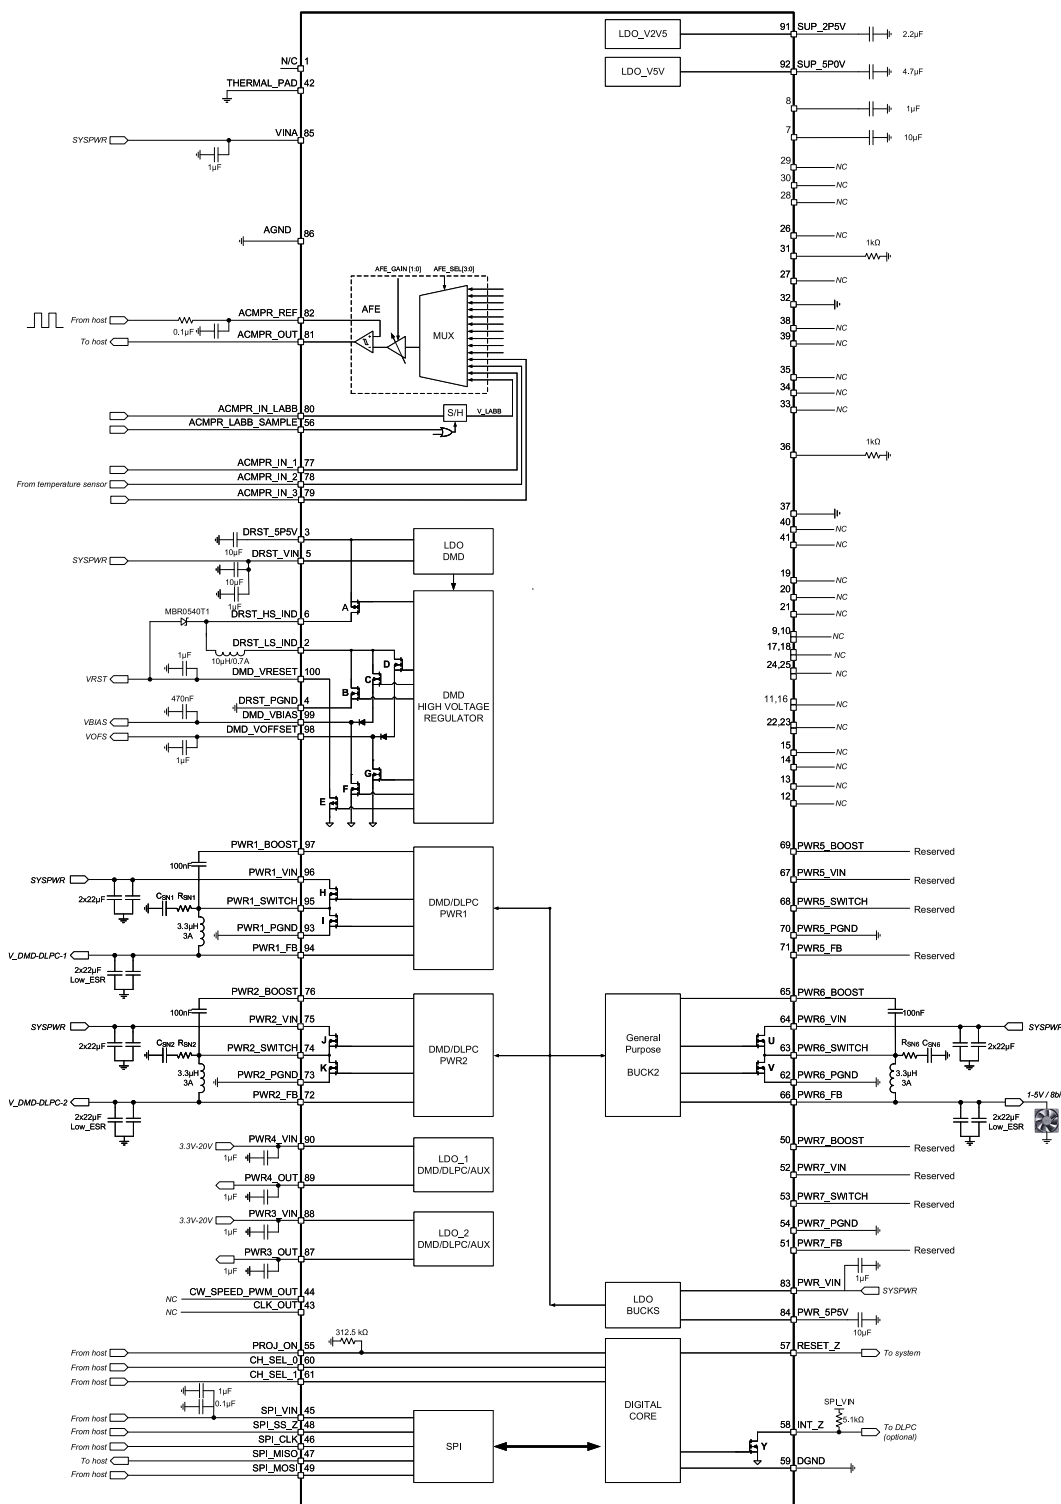 LDO_V2V5
91 SUP_2P5V
2.2µF
LDO_V5V
92 SUP_5P0V
4.7µF
N/C 1
THERMAL_PAD 42
8
1µF
7
10µF
SYSPWR
VINA 85
1µF
29
NC
30
NC
28
NC
AGND 86
26
NC
31
1kΩ
27
NC
32
AFE_GAIN [1:0]
AFE_SEL[3:0]
AFE
MUX
From host
0.1µF
ACMPR_REF 82
To host
ACMPR_OUT 81
38
NC
39
NC
35
NC
34
NC
33
NC
ACMPR_IN_LABB 80
S/H
V_LABB
ACMPR_LABB_SAMPLE 56
36
1kΩ
ACMPR_IN_1 77
From temperature sensor
ACMPR_IN_2 78
ACMPR_IN_3 79
37
40
NC
41
NC
DRST_5P5V 3
10µF
LDO
DMD
SYSPWR
DRST_VIN 5
10µF
1µF
19
NC
20
NC
21
NC
MBR0540T1
DRST_HS_IND 6
A
9,10
NC
17,18
NC
24,25
NC
10µH/0.7A
DRST_LS_IND 2
D
C
B
1µF
VRST
DMD_VRESET 100
DMD
HIGH VOLTAGE
REGULATOR
470nF
DRST_PGND 4
11,16
NC
VBIAS
DMD_VBIAS 99
22,23
NC
VOFS
DMD_VOFFSET 98
1µF
15
NC
14
NC
13
NC
12
NC
G
F
E
PWR1_BOOST 97
100nF
SYSPWR
PWR1_VIN 96
2x22µF
CSN1 RSN1
PWR1_SWITCH 95
H
I
DMD/DLPC
PWR1
3.3µH
3A
PWR1_PGND 93
V_DMD-DLPC-1
PWR1_FB 94
2x22µF
Low_ESR
69 PWR5_BOOST
Reserved
67 PWR5_VIN
Reserved
68 PWR5_SWITCH
Reserved
70 PWR5_PGND
71 PWR5_FB
Reserved
PWR2_BOOST 76
100nF
SYSPWR
PWR2_VIN 75
2x22µF
CSN2 RSN2
PWR2_SWITCH 74
J
K
DMD/DLPC
PWR2
3.3µH
3A
PWR2_PGND 73
V_DMD-DLPC-2
PWR2_FB 72
2x22µF
Low_ESR
General
Purpose
BUCK2
U
V
65 PWR6_BOOST
100nF
64 PWR6_VIN
SYSPWR
2x22µF
63 PWR6_SWITCH
RSN6 CSN6
62 PWR6_PGND
3.3µH
3A
66 PWR6_FB
1-5V / 8bi
2x22µF
Low_ESR
3.3V-20V
PWR4_VIN 90
1µF
LDO_1
DMD/DLPC/AUX
PWR4_OUT 89
1µF
3.3V-20V
PWR3_VIN 88
1µF
LDO_2
DMD/DLPC/AUX
PWR3_OUT 87
1µF
50 PWR7_BOOST
Reserved
52 PWR7_VIN
Reserved
53 PWR7_SWITCH
Reserved
54 PWR7_PGND
51 PWR7_FB
Reserved
NC
CW_SPEED_PWM_OUT 44
NC
CLK_OUT 43
LDO
BUCKS
83 PWR_VIN
1µF
SYSPWR
84 PWR_5P5V
10µF
312.5 kΩ
From host
PROJ_ON 55
From host
CH_SEL_0 60
From host
CH_SEL_1 61
DIGITAL
CORE
57 RESET_Z
To system
1µF
0.1µF
From host
SPI_VIN 45
From host
SPI_SS_Z 48
From host
SPI_CLK 46
To host
SPI_MISO 47
From host
SPI_MOSI 49
SPI
SPI_VIN
5.1kΩ
58 INT_Z
To DLPC
(optional)
Y
59 DGND